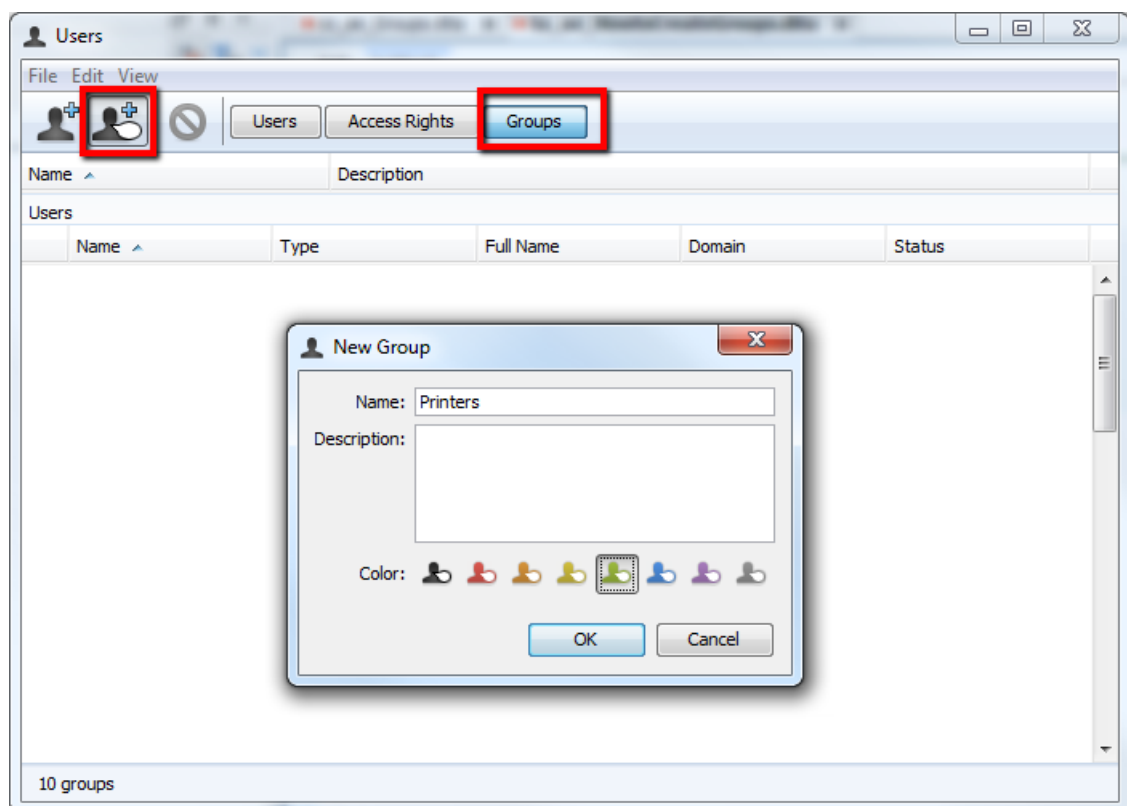 Users
File Edit View
Users Access Rights Groups
Name Description
Users
Name Type Full Name Domain Status
New Group
Name: Printers
Description:
Color:
OK Cancel
10 groups